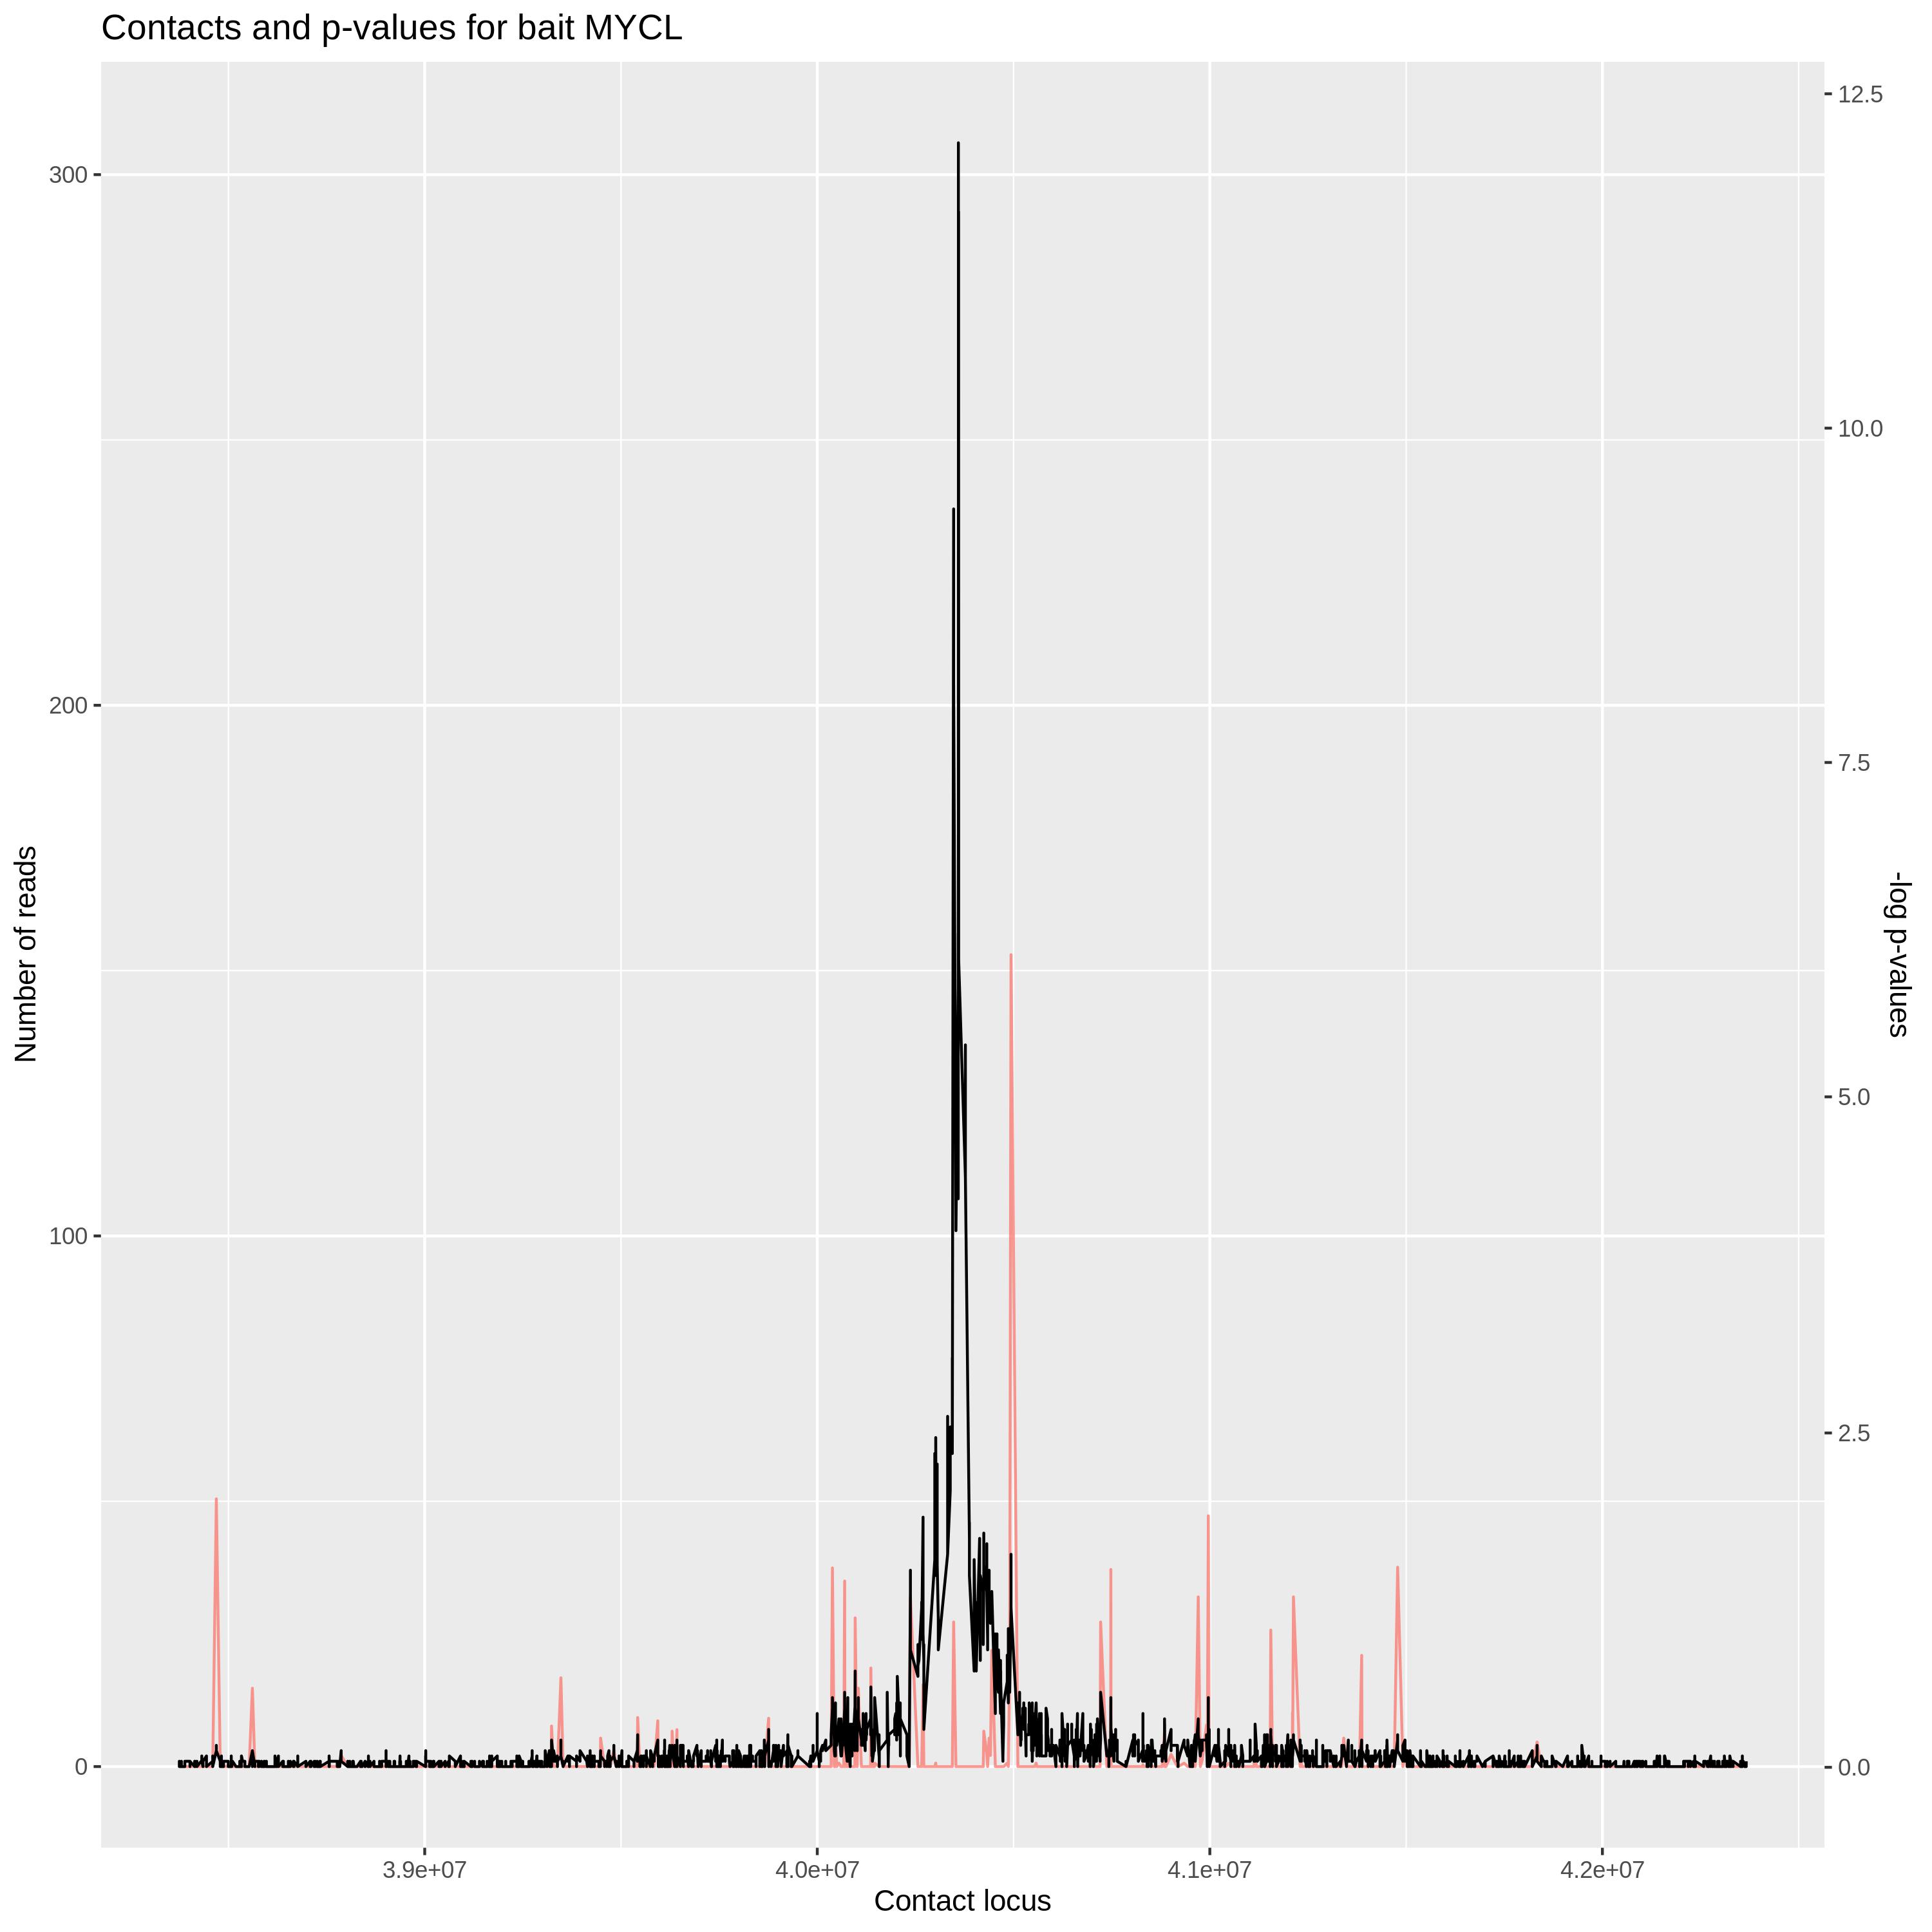 Contacts and p-values for bait MYCL
300
200
100
0
Number of reads
12.5
10.0
7.5
5.0
2.5
0.0
-log p-values
3.9e+07
4.0e+07
4.1e+07
4.2e+07
Contact locus